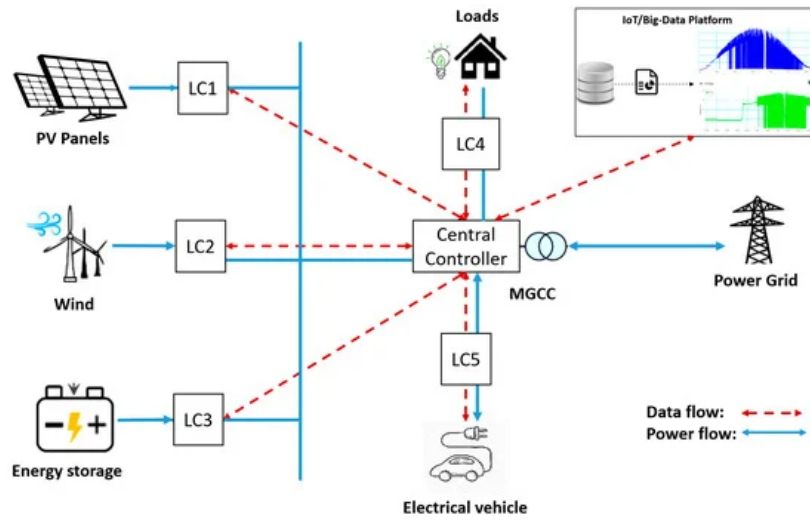 Loads
IoT/Big-Data Platform
LC1
PV Panels
LC4
LC2
Central
Controller
Wind
MGCC
Power Grid
LC5
LC3
Data flow:
Power flow:
Energy storage
Electrical vehicle